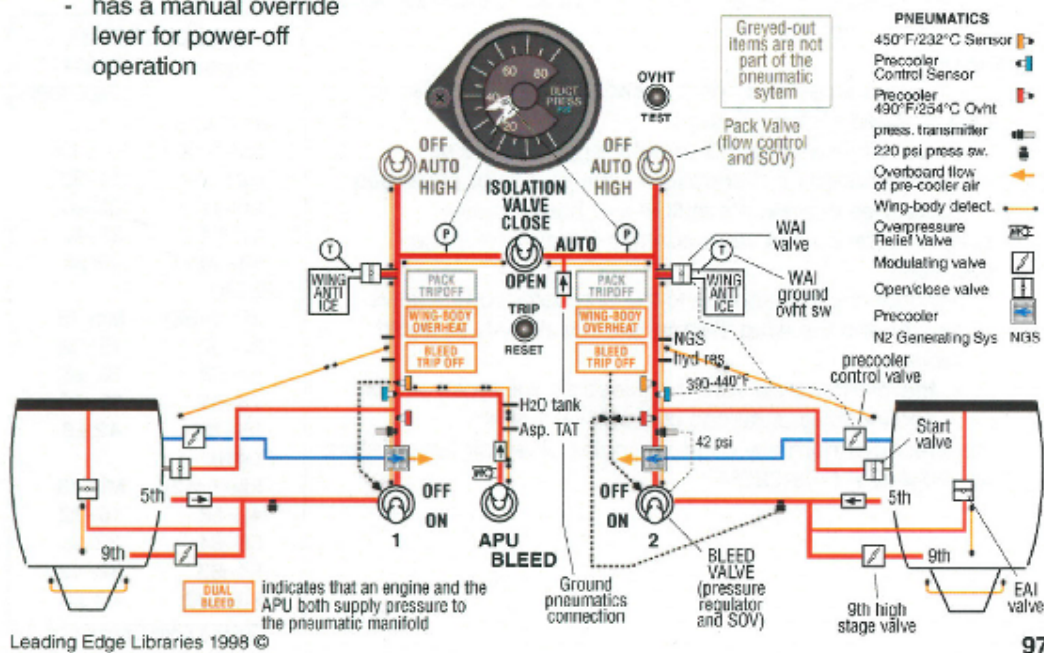 - has a manual override
lever for power-off
operation
60 80
40
20
DUCT
PRESS
PSI
OVHT
TEST
Greyed-out
items are not
part of the
pneumatic
sytem
PNEUMATICS
450°F/232°C Sensor
Precooler
Control Sensor
Precooler
490°F/254°C Ovht
press. transmitter
220 psi press sw.
Overboard flow
of pre-cooler air
Wing-body detect.
Overpressure
Relief Valve
Modulating valve
Open/close valve
Precooler
N2 Generating Sys NGS
OFF
AUTO
HIGH
ISOLATION
VALVE
CLOSE
AUTO
OPEN
OFF
AUTO
HIGH
Pack Valve
(flow control
and SOV)
P
P
T
T
WING
ANTI
ICE
PACK
TRIPOFF
WING-BODY
OVERHEAT
BLEED
TRIP OFF
TRIP
RESET
PACK
TRIPOFF
WING-BODY
OVERHEAT
BLEED
TRIP OFF
WING
ANTI
ICE
WAI
valve
WAI
ground
ovht sw
NGS
hyd res
390-440°F
precooler
control valve
H2O tank
Asp. TAT
42 psi
Start
valve
5th
9th
OFF
ON
1
APU
BLEED
OFF
ON
2
5th
9th
DUAL
BLEED
indicates that an engine and the
APU both supply pressure to
the pneumatic manifold
Ground
pneumatics
connection
BLEED
VALVE
(pressure
regulator
and SOV)
9th high
stage valve
EAI
valve
Leading Edge Libraries 1998 ©
97